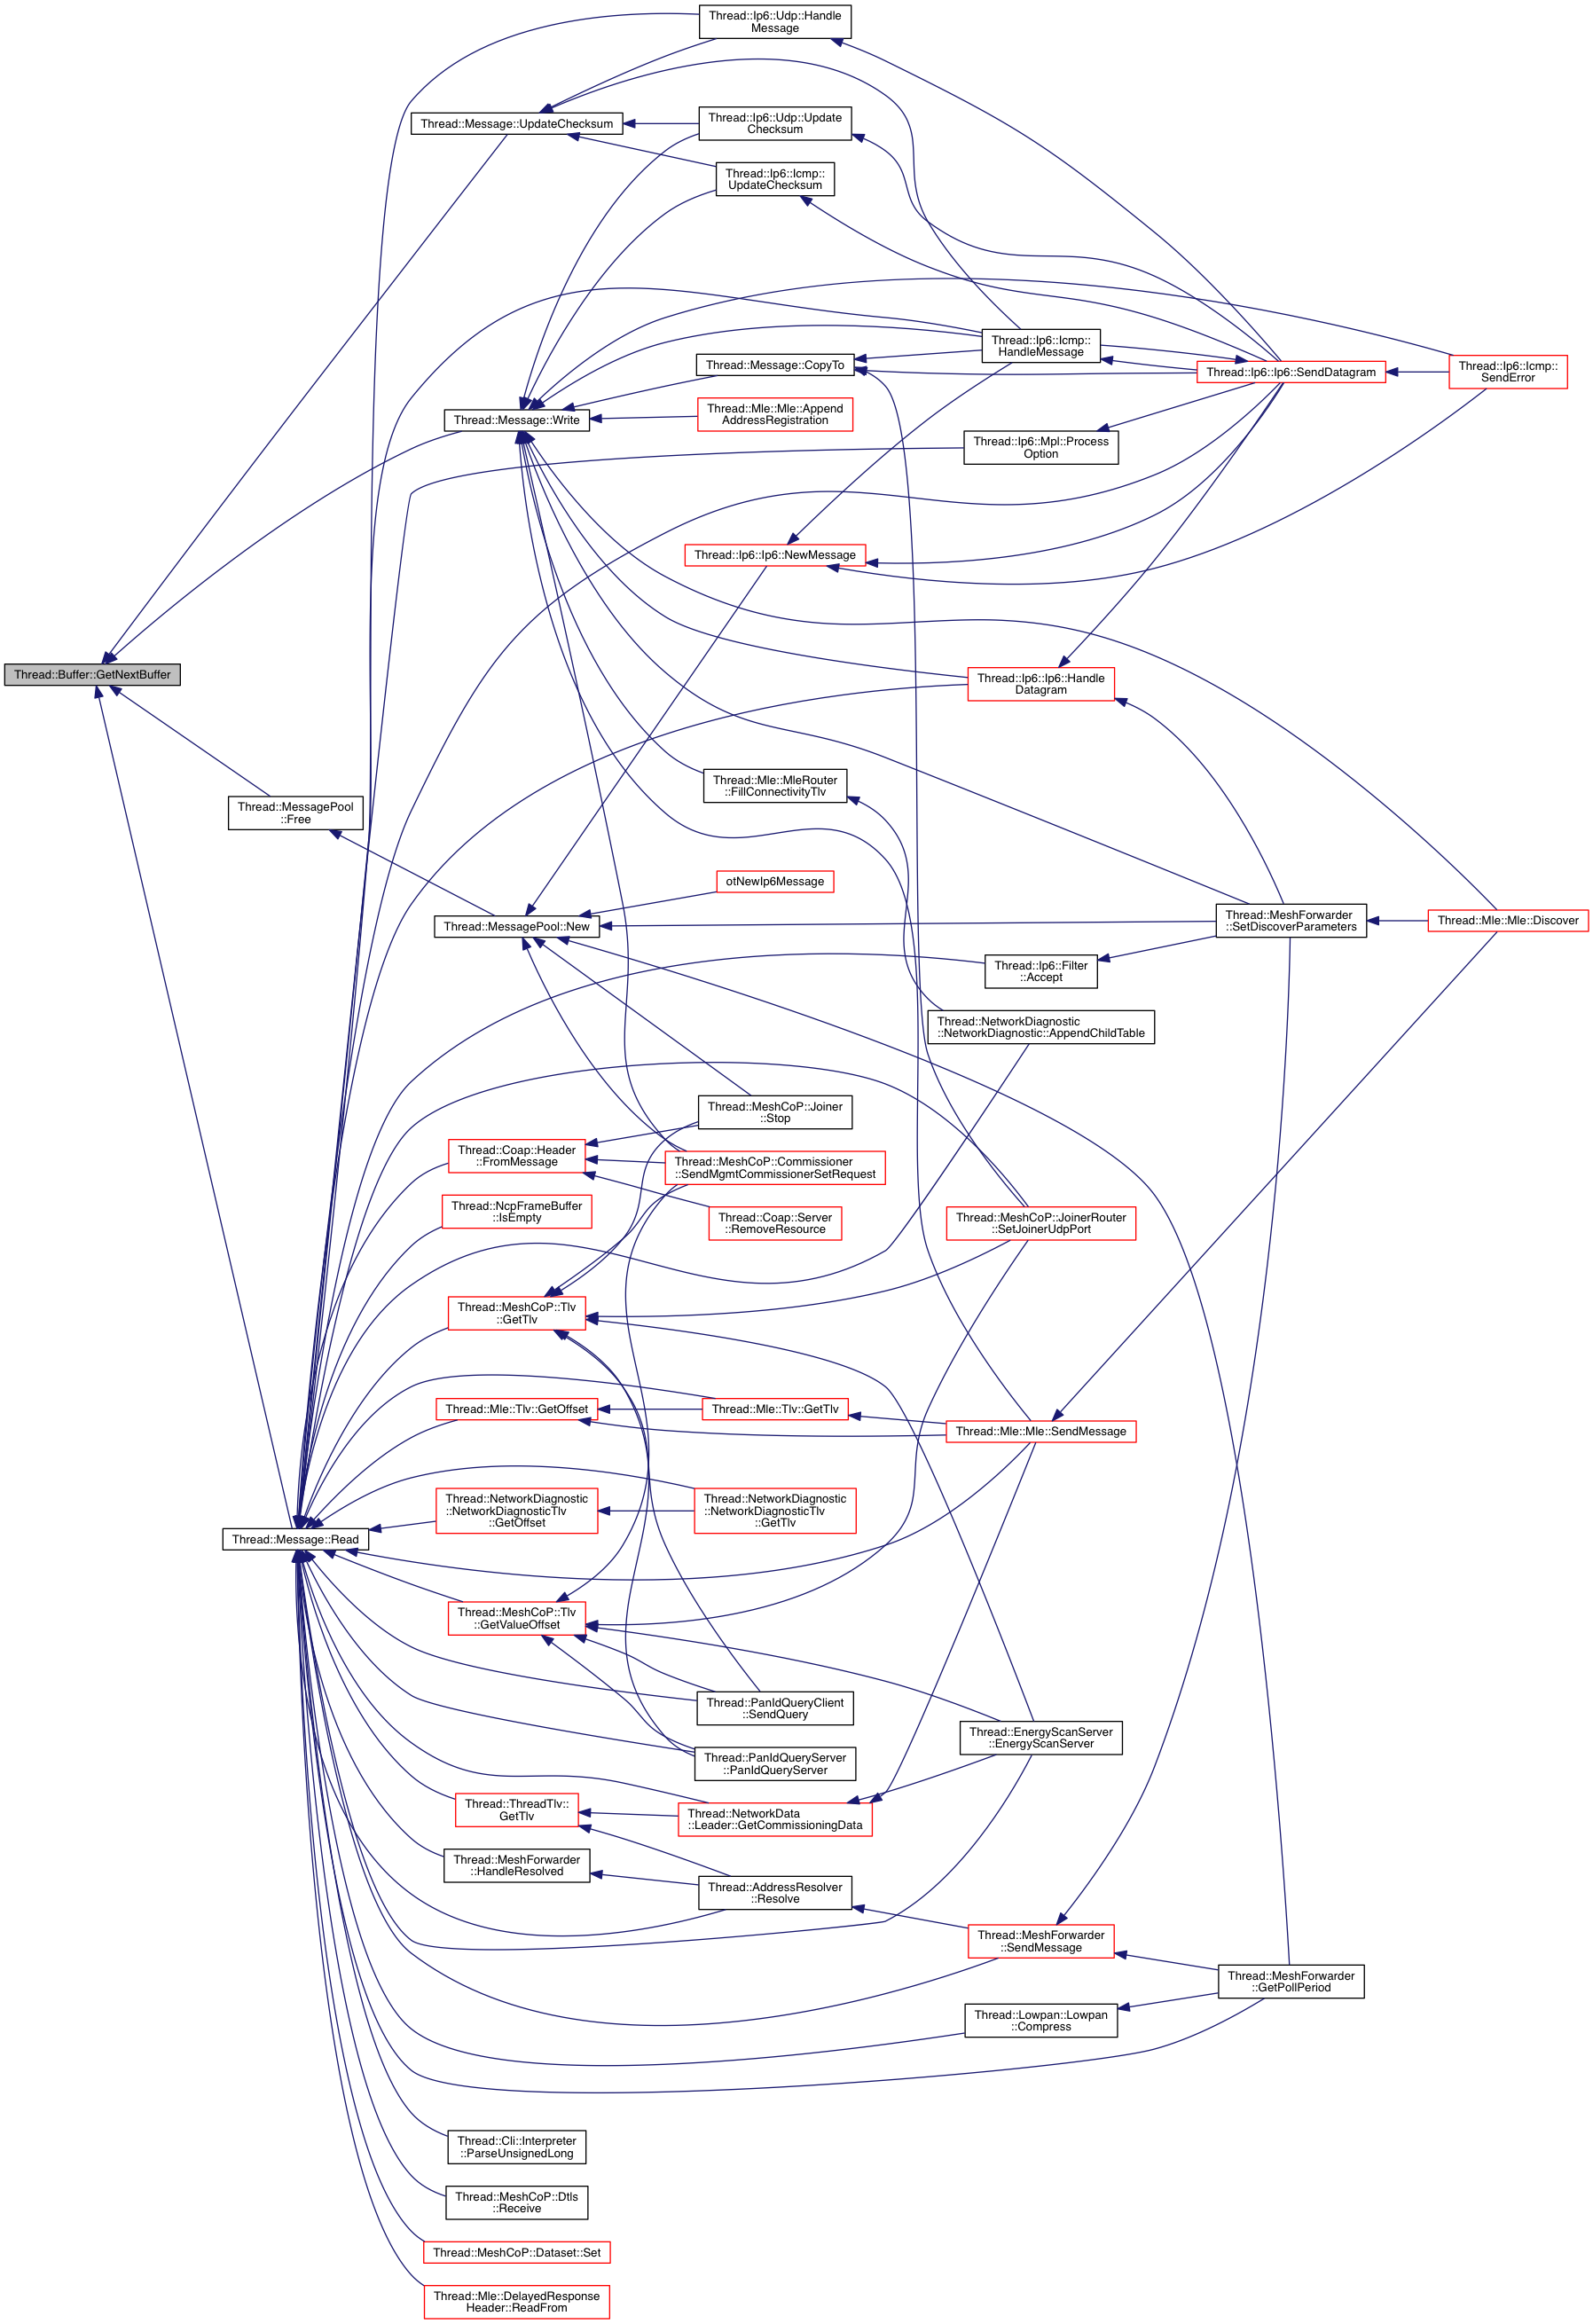 Thread::Ip6::Udp::Handle
Message
Thread::Message::UpdateChecksum
Thread::Ip6::Udp::Update
Checksum
Thread::Ip6::Icmp::
UpdateChecksum
Thread::Ip6::Icmp::
HandleMessage
Thread::Message::CopyTo
Thread::Ip6::Ip6::SendDatagram
Thread::Ip6::Icmp::
SendError
Thread::Message::Write
Thread::Mle::Mle::Append
AddressRegistration
Thread::Ip6::Mpl::Process
Option
Thread::Ip6::Ip6::NewMessage
Thread::Buffer::GetNextBuffer
Thread::Ip6::Ip6::Handle
Datagram
Thread::Mle::MleRouter
::FillConnectivityTlv
Thread::MessagePool
::Free
otNewIp6Message
Thread::MessagePool::New
Thread::MeshForwarder
::SetDiscoverParameters
Thread::Mle::Mle::Discover
Thread::Ip6::Filter
::Accept
Thread::NetworkDiagnostic
::NetworkDiagnostic::AppendChildTable
Thread::MeshCoP::Joiner
::Stop
Thread::Coap::Header
::FromMessage
Thread::MeshCoP::Commissioner
::SendMgmtCommissionerSetRequest
Thread::NcpFrameBuffer
::IsEmpty
Thread::Coap::Server
::RemoveResource
Thread::MeshCoP::JoinerRouter
::SetJoinerUdpPort
Thread::MeshCoP::Tlv
::GetTlv
Thread::Mle::Tlv::GetOffset
Thread::Mle::Tlv::GetTlv
Thread::Mle::Mle::SendMessage
Thread::NetworkDiagnostic
::NetworkDiagnosticTlv
::GetOffset
Thread::NetworkDiagnostic
::NetworkDiagnosticTlv
::GetTlv
Thread::Message::Read
Thread::MeshCoP::Tlv
::GetValueOffset
Thread::PanIdQueryClient
::SendQuery
Thread::EnergyScanServer
::EnergyScanServer
Thread::PanIdQueryServer
::PanIdQueryServer
Thread::ThreadTlv::
GetTlv
Thread::NetworkData
::Leader::GetCommissioningData
Thread::MeshForwarder
::HandleResolved
Thread::AddressResolver
::Resolve
Thread::MeshForwarder
::SendMessage
Thread::MeshForwarder
::GetPollPeriod
Thread::Lowpan::Lowpan
::Compress
Thread::Cli::Interpreter
::ParseUnsignedLong
Thread::MeshCoP::Dtls
::Receive
Thread::MeshCoP::Dataset::Set
Thread::Mle::DelayedResponse
Header::ReadFrom